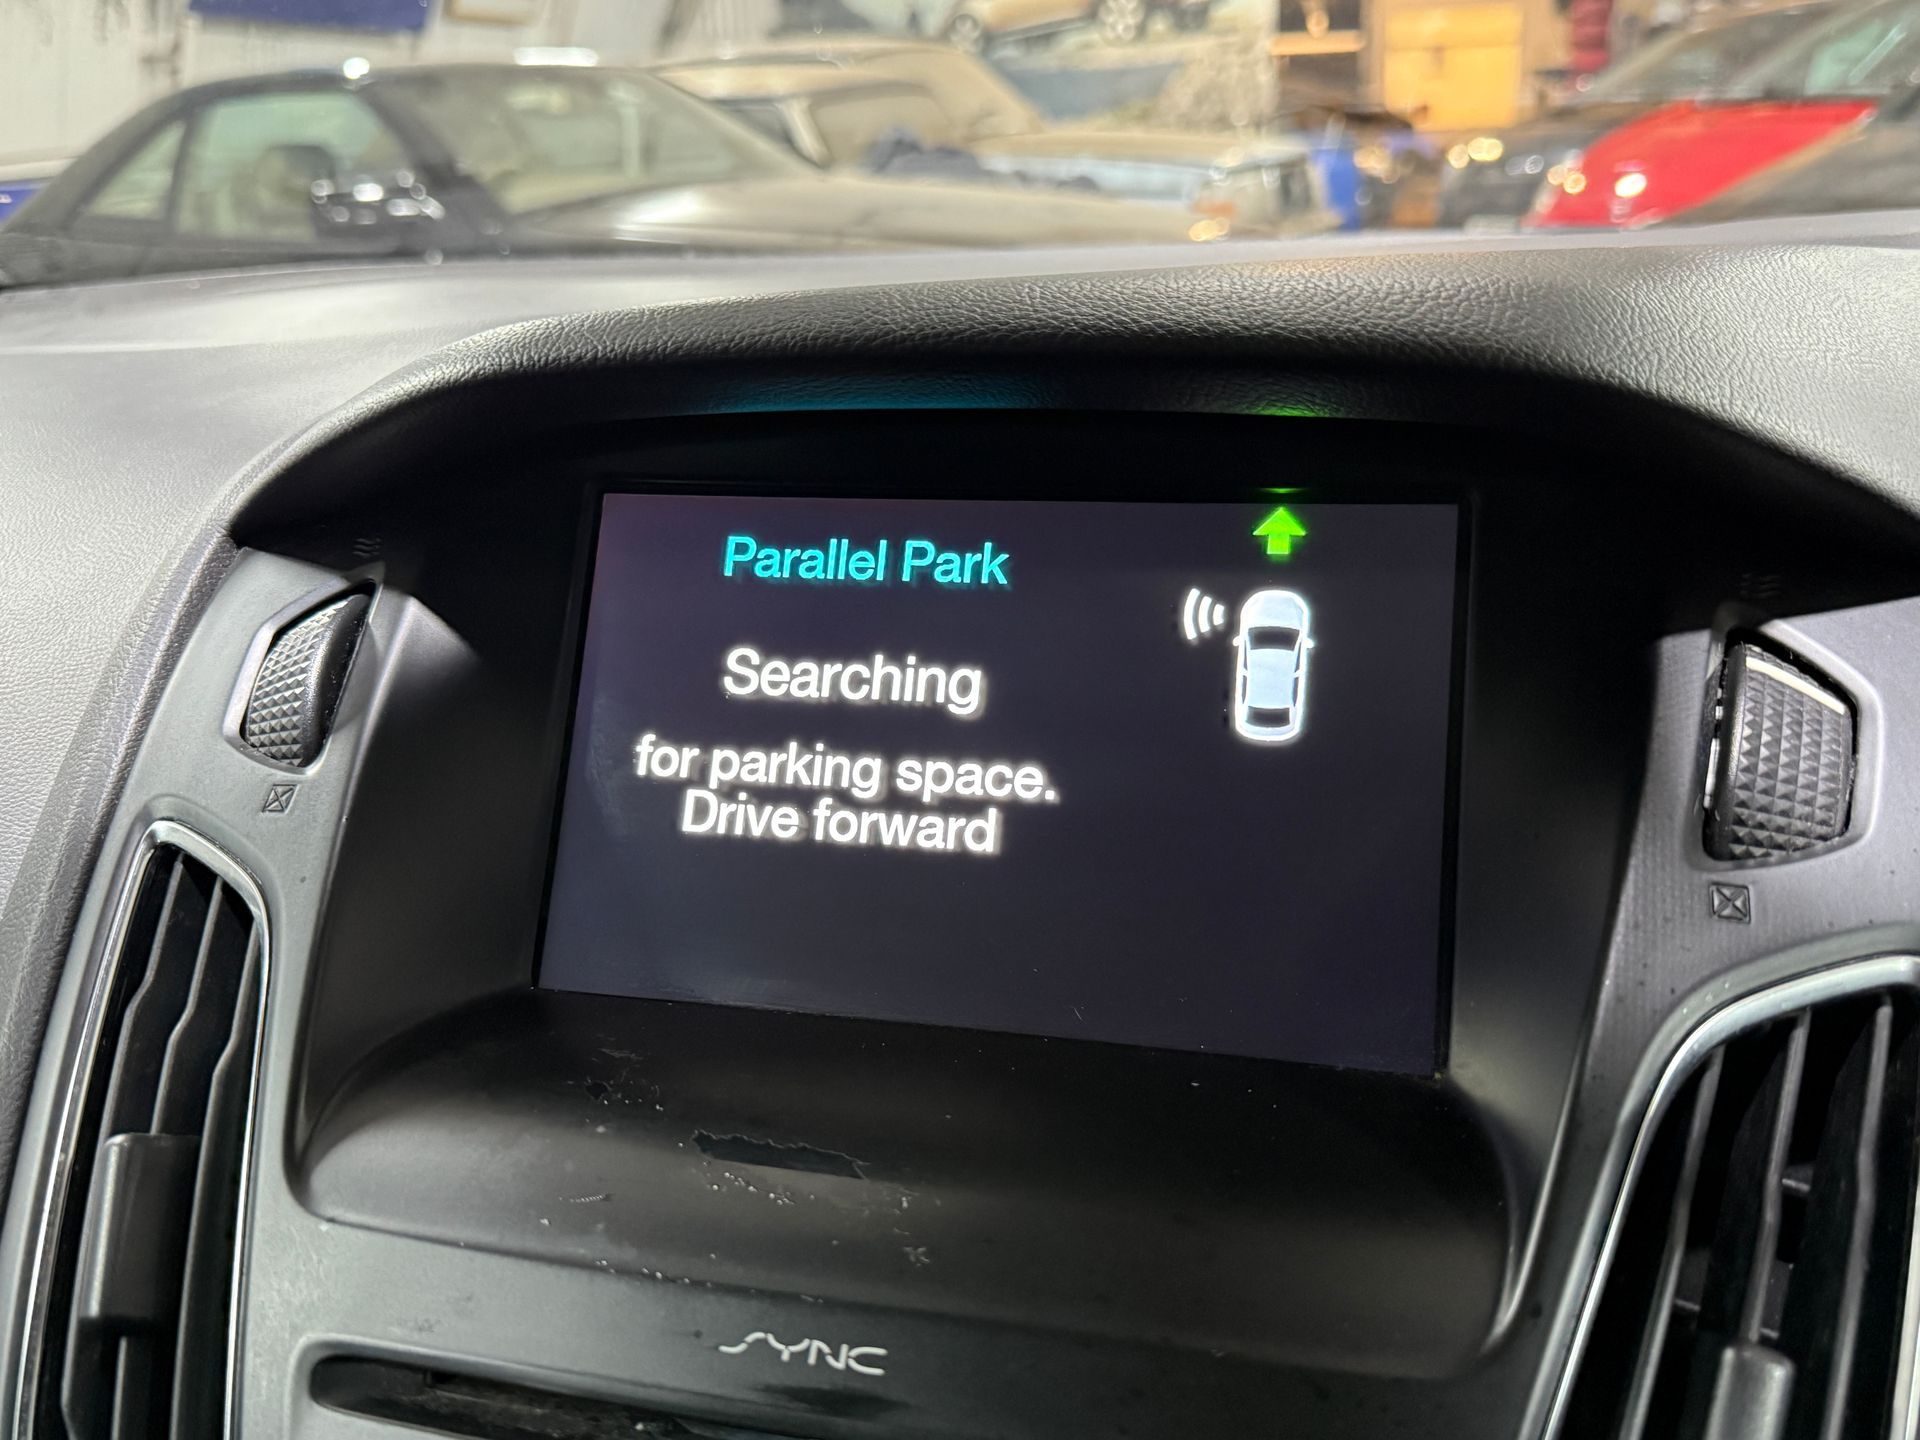 Parallel Park
Searching
for parking space.
Drive forward
SYNC